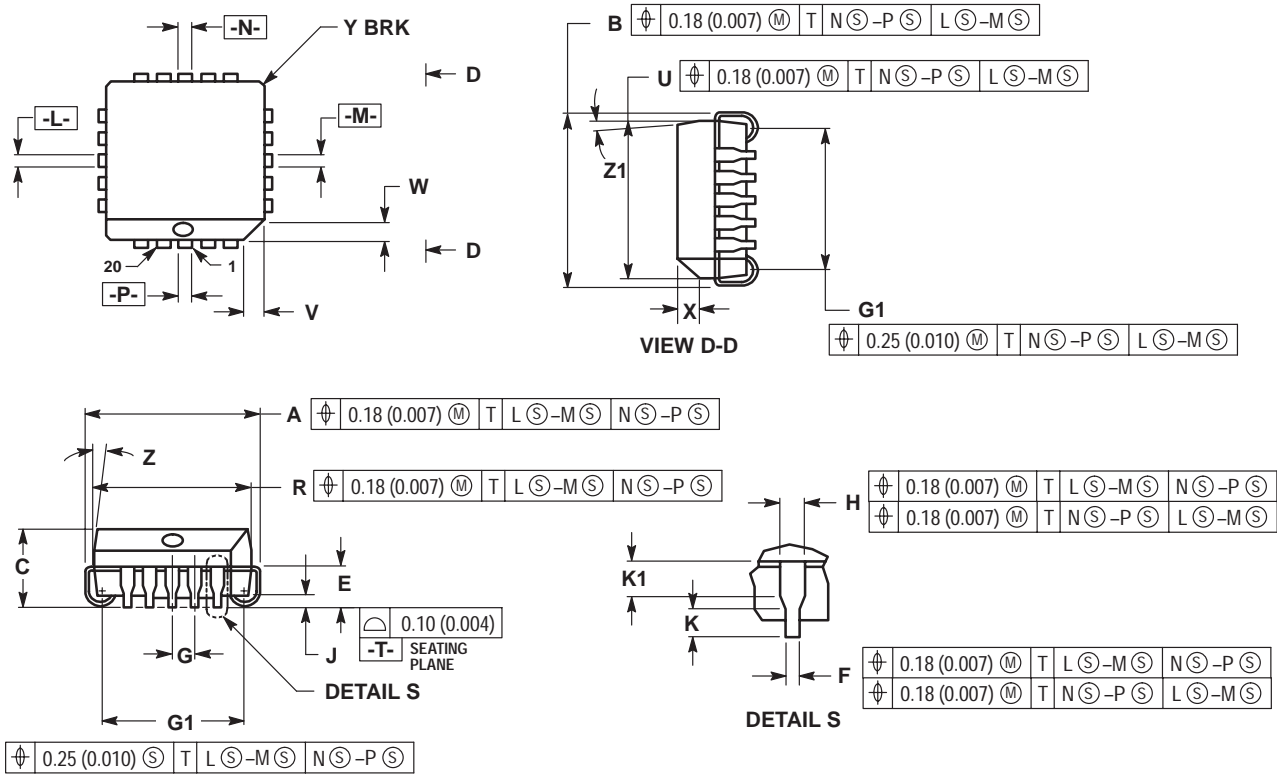 -N-
Y BRK
D
-L-
-M-
W
20
1
D
-P-
V
B ⌖ 0.18 (0.007) Ⓜ T N Ⓢ –P Ⓢ L Ⓢ –M Ⓢ
U ⌖ 0.18 (0.007) Ⓜ T N Ⓢ –P Ⓢ L Ⓢ –M Ⓢ
Z1
X
G1
VIEW D-D
⌖ 0.25 (0.010) Ⓜ T N Ⓢ –P Ⓢ L Ⓢ –M Ⓢ
A ⌖ 0.18 (0.007) Ⓜ T L Ⓢ –M Ⓢ N Ⓢ –P Ⓢ
Z
R ⌖ 0.18 (0.007) Ⓜ T L Ⓢ –M Ⓢ N Ⓢ –P Ⓢ
C
E
⌓ 0.10 (0.004)
G
J
-T- SEATING
PLANE
DETAIL S
G1
⌖ 0.25 (0.010) Ⓢ T L Ⓢ –M Ⓢ N Ⓢ –P Ⓢ
H ⌖ 0.18 (0.007) Ⓜ T L Ⓢ –M Ⓢ N Ⓢ –P Ⓢ
⌖ 0.18 (0.007) Ⓜ T N Ⓢ –P Ⓢ L Ⓢ –M Ⓢ
K1
K
F ⌖ 0.18 (0.007) Ⓜ T L Ⓢ –M Ⓢ N Ⓢ –P Ⓢ
⌖ 0.18 (0.007) Ⓜ T N Ⓢ –P Ⓢ L Ⓢ –M Ⓢ
DETAIL S